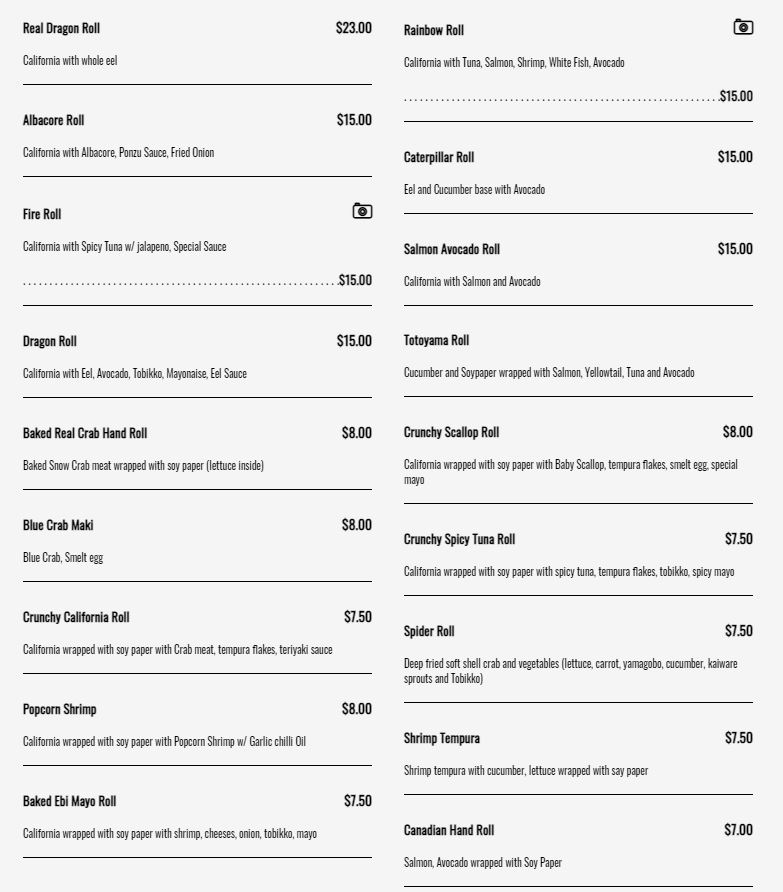 Real Dragon Roll $23.00
California with whole eel
Albacore Roll $15.00
California with Albacore, Ponzu Sauce, Fried Onion
Fire Roll
California with Spicy Tuna w/ jalapeno, Special Sauce
............................................................$15.00
Dragon Roll $15.00
California with Eel, Avocado, Tobikko, Mayonaise, Eel Sauce
Baked Real Crab Hand Roll $8.00
Baked Snow Crab meat wrapped with soy paper (lettuce inside)
Blue Crab Maki $8.00
Blue Crab, Smelt egg
Crunchy California Roll $7.50
California wrapped with soy paper with Crab meat, tempura flakes, teriyaki sauce
Popcorn Shrimp $8.00
California wrapped with soy paper with Popcorn Shrimp w/ Garlic chilli Oil
Baked Ebi Mayo Roll $7.50
California wrapped with soy paper with shrimp, cheeses, onion, tobikko, mayo
Rainbow Roll
California with Tuna, Salmon, Shrimp, White Fish, Avocado
............................................................$15.00
Caterpillar Roll $15.00
Eel and Cucumber base with Avocado
Salmon Avocado Roll $15.00
California with Salmon and Avocado
Totoyama Roll
Cucumber and Soypaper wrapped with Salmon, Yellowtail, Tuna and Avocado
Crunchy Scallop Roll $8.00
California wrapped with soy paper with Baby Scallop, tempura flakes, smelt egg, special
mayo
Crunchy Spicy Tuna Roll $7.50
California wrapped with soy paper with spicy tuna, tempura flakes, tobikko, spicy mayo
Spider Roll $7.50
Deep fried soft shell crab and vegetables (lettuce, carrot, yamagobo, cucumber, kaiware
sprouts and Tobikko)
Shrimp Tempura $7.50
Shrimp tempura with cucumber, lettuce wrapped with say paper
Canadian Hand Roll $7.00
Salmon, Avocado wrapped with Soy Paper